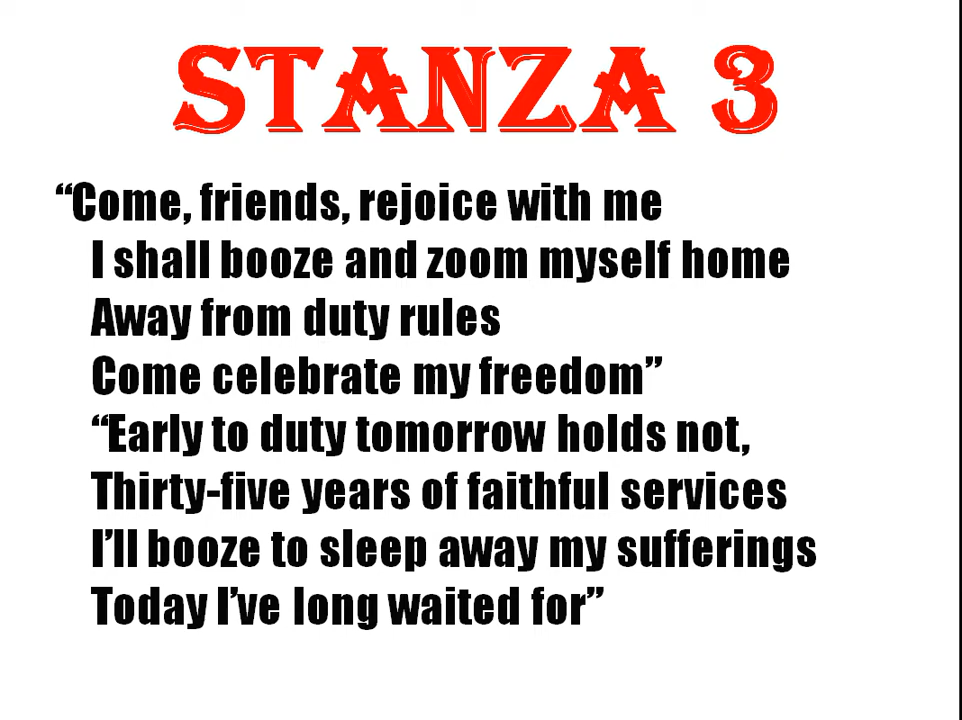 STANZA 3
“Come, friends, rejoice with me
I shall booze and zoom myself home
Away from duty rules
Come celebrate my freedom”
“Early to duty tomorrow holds not,
Thirty-five years of faithful services
I’ll booze to sleep away my sufferings
Today I’ve long waited for”